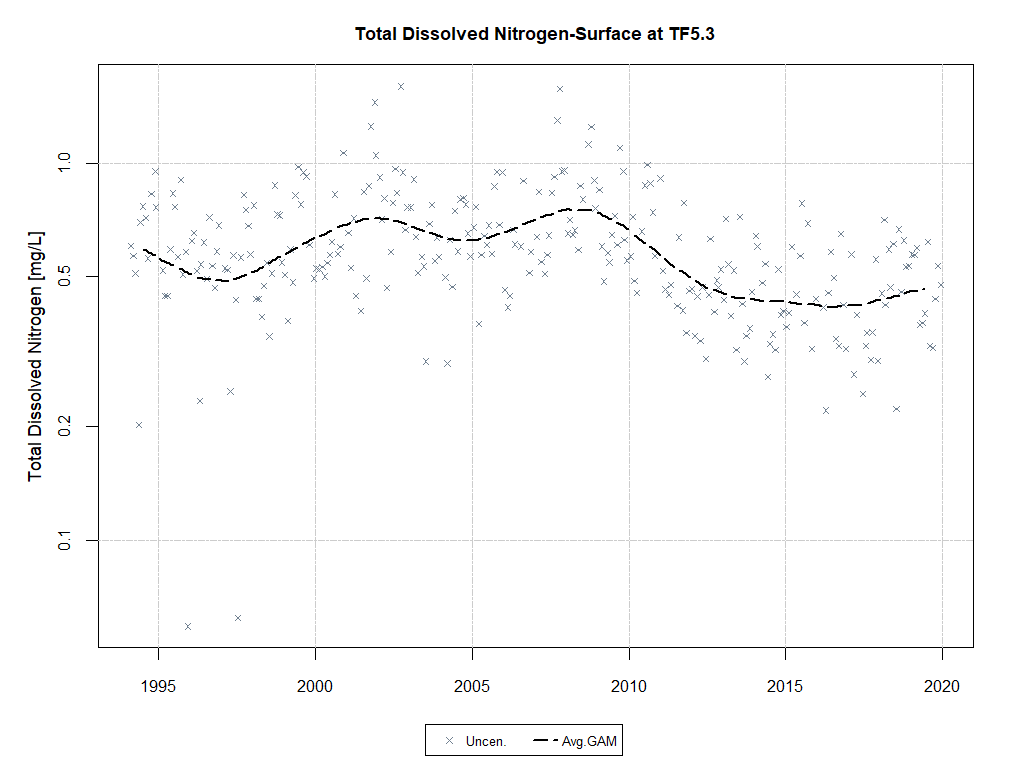 Total Dissolved Nitrogen-Surface at TF5.3
Total Dissolved Nitrogen [mg/L]
1.0
0.5
0.2
0.1
1995 2000 2005 2010 2015 2020
Uncen. Avg.GAM